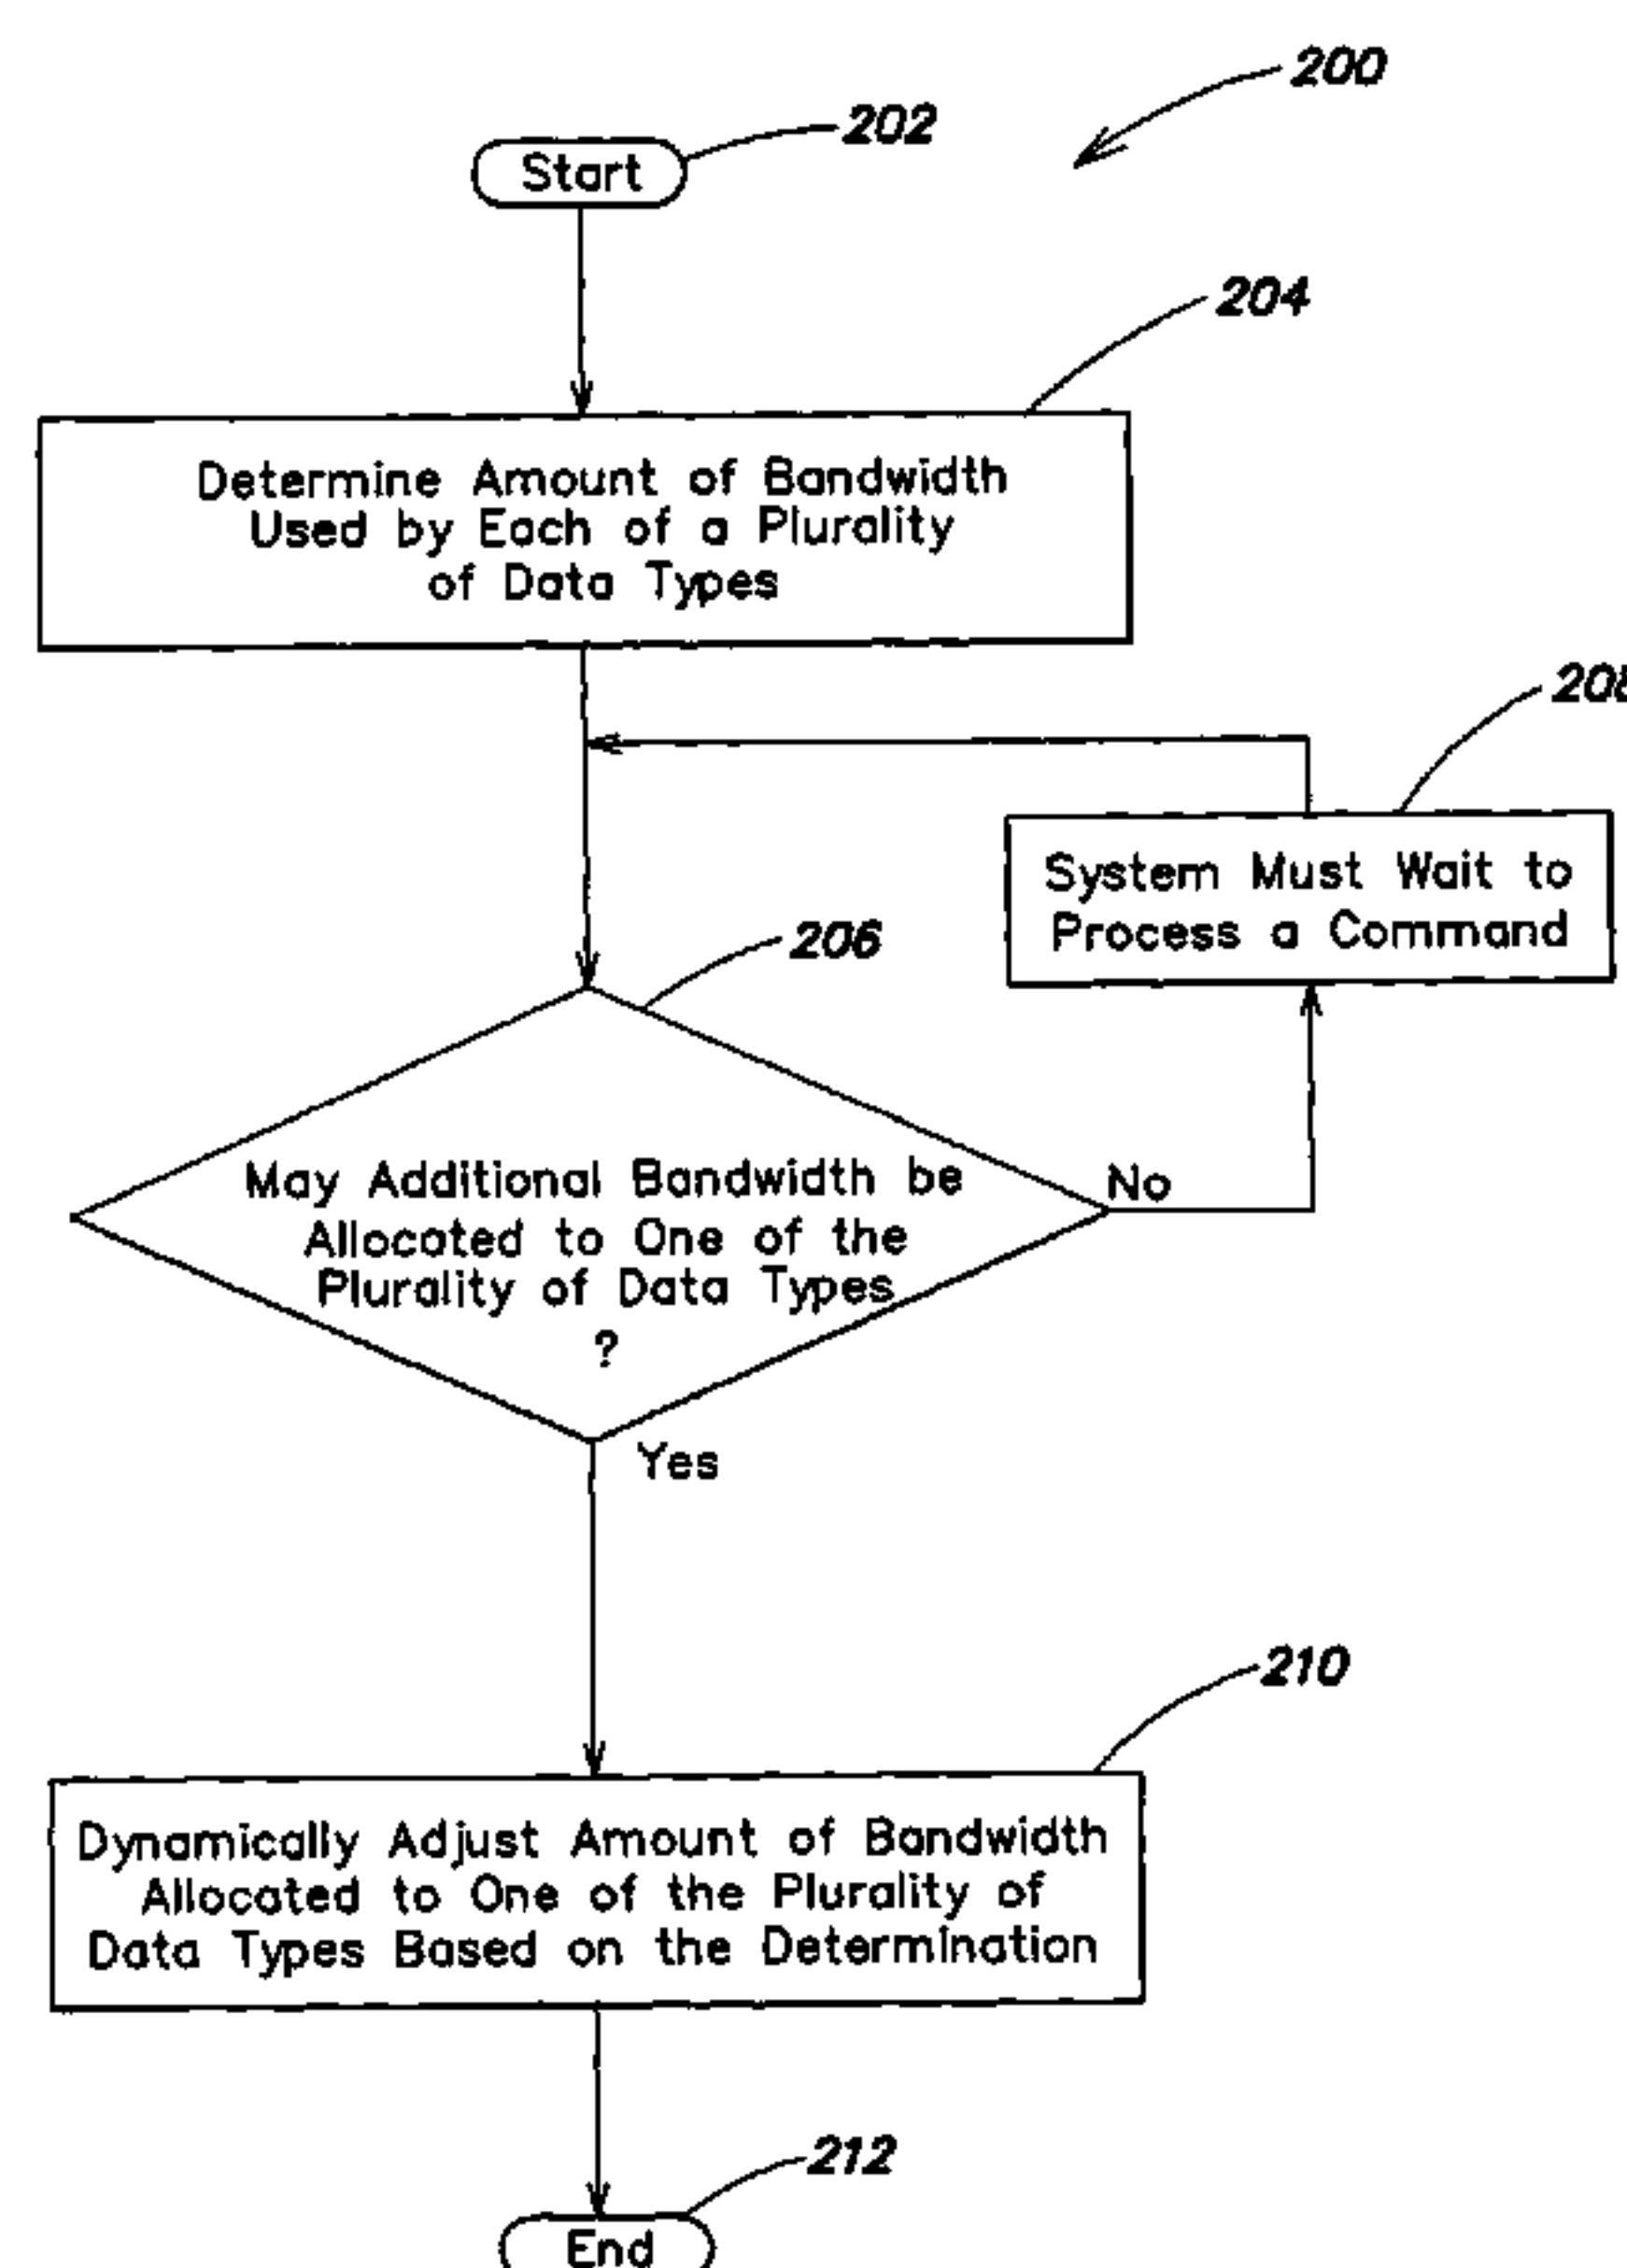 200
202
Start
204
Determine Amount of Bandwidth
Used by Each of a Plurality
of Data Types
208
System Must Wait to
Process a Command
206
May Additional Bandwidth be
Allocated to One of the
Plurality of Data Types
?
No
Yes
210
Dynamically Adjust Amount of Bandwidth
Allocated to One of the Plurality of
Data Types Based on the Determination
212
End